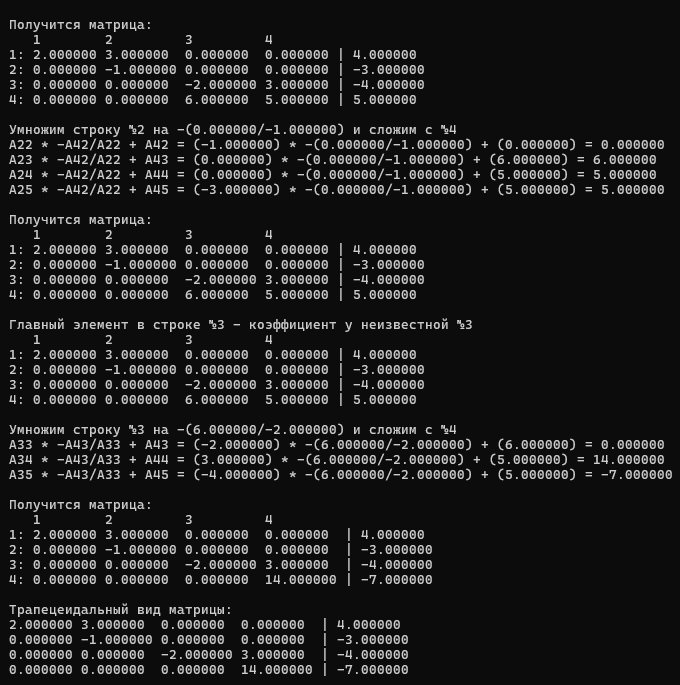 Получится матрица:
1 2 3 4
1: 2.000000 3.000000 0.000000 0.000000 | 4.000000
2: 0.000000 -1.000000 0.000000 0.000000 | -3.000000
3: 0.000000 0.000000 -2.000000 3.000000 | -4.000000
4: 0.000000 0.000000 6.000000 5.000000 | 5.000000
Умножим строку №2 на -(0.000000/-1.000000) и сложим с №4
A22 * -A42/A22 + A42 = (-1.000000) * -(0.000000/-1.000000) + (0.000000) = 0.000000
A23 * -A42/A22 + A43 = (0.000000) * -(0.000000/-1.000000) + (6.000000) = 6.000000
A24 * -A42/A22 + A44 = (0.000000) * -(0.000000/-1.000000) + (5.000000) = 5.000000
A25 * -A42/A22 + A45 = (-3.000000) * -(0.000000/-1.000000) + (5.000000) = 5.000000
Получится матрица:
1 2 3 4
1: 2.000000 3.000000 0.000000 0.000000 | 4.000000
2: 0.000000 -1.000000 0.000000 0.000000 | -3.000000
3: 0.000000 0.000000 -2.000000 3.000000 | -4.000000
4: 0.000000 0.000000 6.000000 5.000000 | 5.000000
Главный элемент в строке №3 - коэффициент у неизвестной №3
1 2 3 4
1: 2.000000 3.000000 0.000000 0.000000 | 4.000000
2: 0.000000 -1.000000 0.000000 0.000000 | -3.000000
3: 0.000000 0.000000 -2.000000 3.000000 | -4.000000
4: 0.000000 0.000000 6.000000 5.000000 | 5.000000
Умножим строку №3 на -(6.000000/-2.000000) и сложим с №4
A33 * -A43/A33 + A43 = (-2.000000) * -(6.000000/-2.000000) + (6.000000) = 0.000000
A34 * -A43/A33 + A44 = (3.000000) * -(6.000000/-2.000000) + (5.000000) = 14.000000
A35 * -A43/A33 + A45 = (-4.000000) * -(6.000000/-2.000000) + (5.000000) = -7.000000
Получится матрица:
1 2 3 4
1: 2.000000 3.000000 0.000000 0.000000 | 4.000000
2: 0.000000 -1.000000 0.000000 0.000000 | -3.000000
3: 0.000000 0.000000 -2.000000 3.000000 | -4.000000
4: 0.000000 0.000000 0.000000 14.000000 | -7.000000
Трапецеидальный вид матрицы:
2.000000 3.000000 0.000000 0.000000 | 4.000000
0.000000 -1.000000 0.000000 0.000000 | -3.000000
0.000000 0.000000 -2.000000 3.000000 | -4.000000
0.000000 0.000000 0.000000 14.000000 | -7.000000